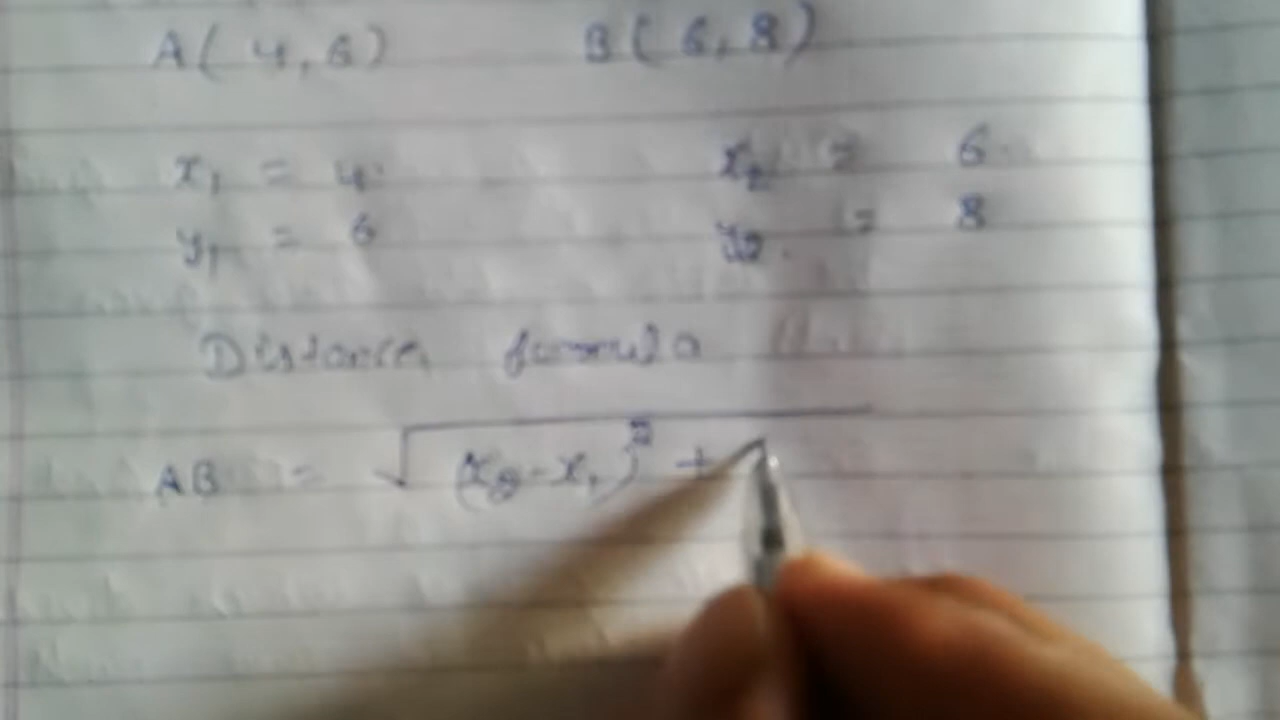 A(4,6) B(6,8)
x₁ = 4 x₂ = 6
y₁ = 6 y₂ = 8
Distance formula
AB = √(x₂-x₁)² +